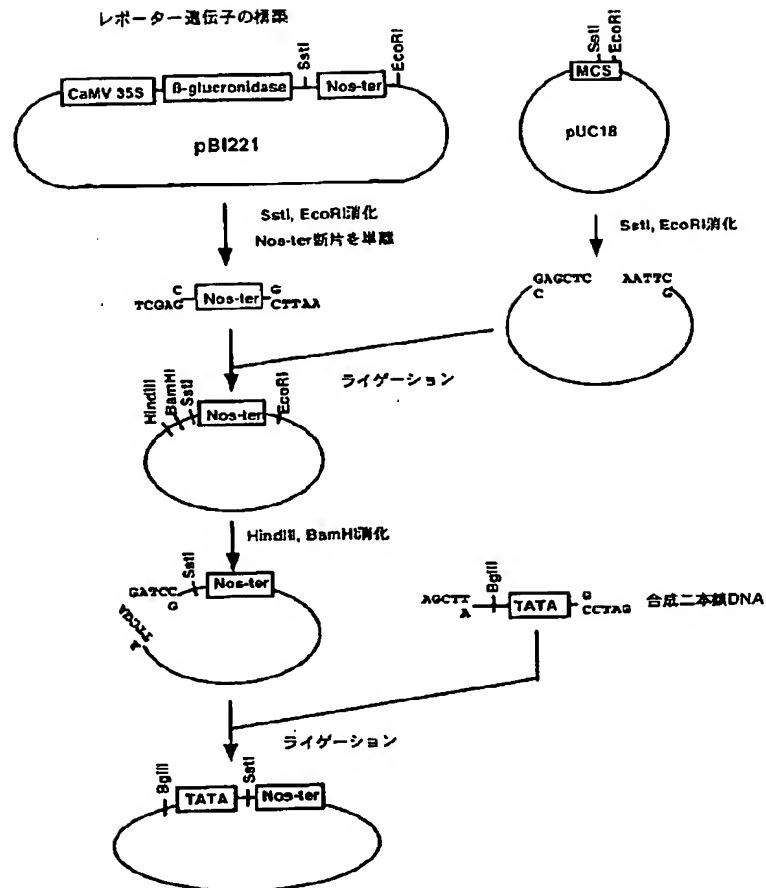 レポーター遺伝子の構築
SstI
EcoRI
CaMV 35S
ß-glucronidase
Nos-ter
pBI221
SstI
EcoRI
MCS
pUC18
SstI, EcoRI消化
Nos-ter断片を単離
SstI, EcoRI消化
C
TCGAG
Nos-ter
G
CTTAA
GAGCTC
C
AATTC
G
ライゲーション
HindIII
BamHI
SstI
Nos-ter
EcoRI
HindIII, BamHI消化
GATCC
G
SstI
Nos-ter
A
AGCTT
A
BglII
TATA
G
CCTAG
合成二本鎖DNA
ライゲーション
BglII
TATA
SstI
Nos-ter